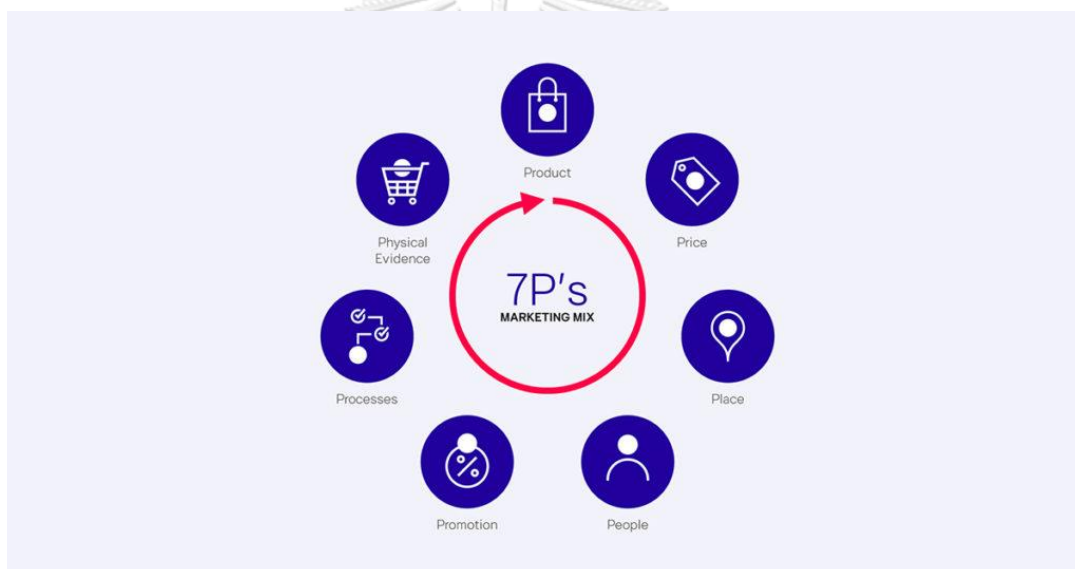 Product
Price
Place
People
Promotion
Processes
Physical
Evidence
7P's
MARKETING MIX